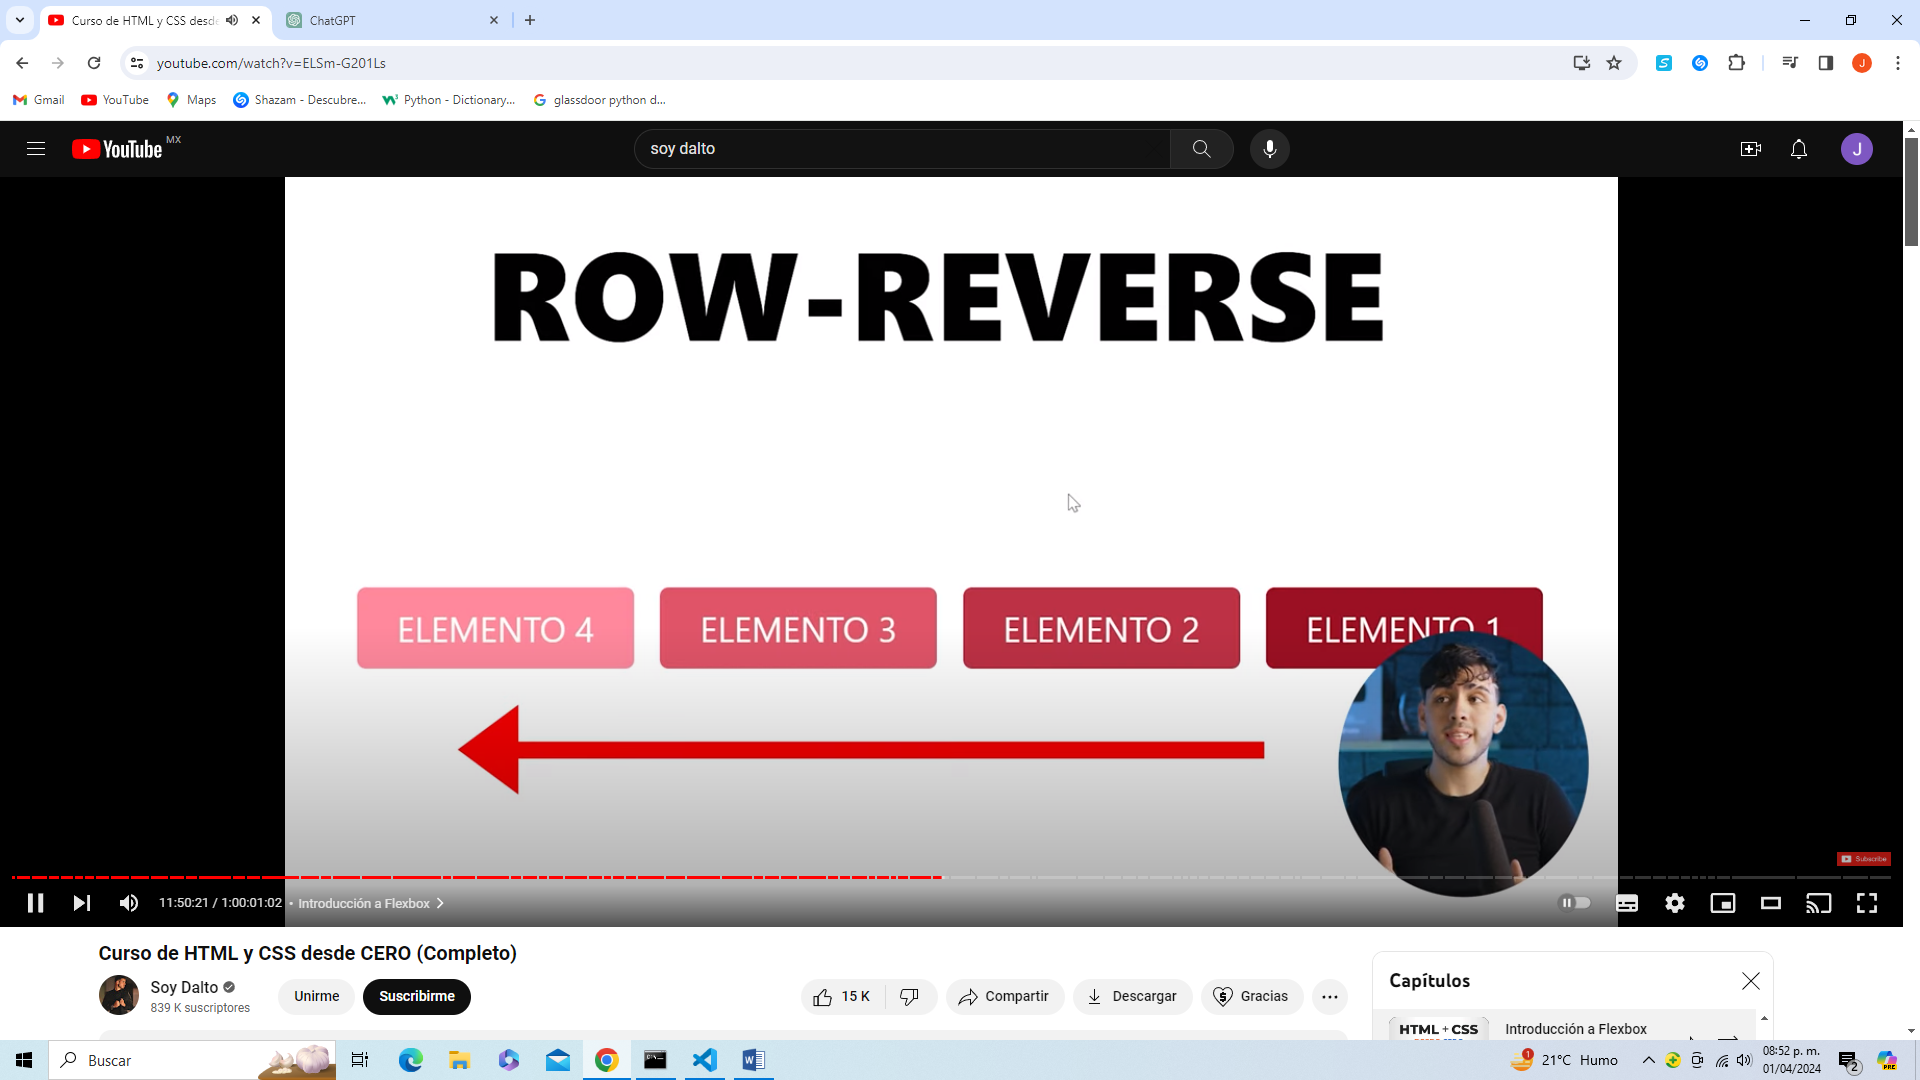 Curso de HTML y CSS desde
ChatGPT
youtube.com/watch?v=ELSm-G201Ls
Gmail
YouTube
Maps
Shazam - Descubre...
Python - Dictionary...
glassdoor python d...
YouTube MX
soy dalto
J
ROW-REVERSE
ELEMENTO 4
ELEMENTO 3
ELEMENTO 2
ELEMENTO 1
Subscribe
11:50:21 / 1:00:01:02 • Introducción a Flexbox
Curso de HTML y CSS desde CERO (Completo)
Soy Dalto
839 K suscriptores
Unirme
Suscribirme
15 K
Compartir
Descargar
Gracias
Capítulos
HTML + CSS
Introducción a Flexbox
Buscar
21°C Humo
08:52 p. m.
01/04/2024
2